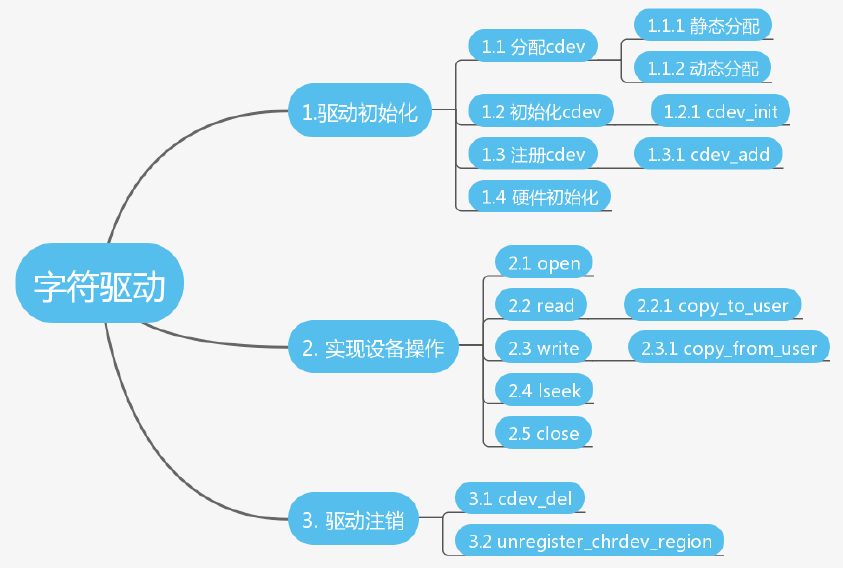 字符驱动
1.驱动初始化
1.1 分配cdev
1.1.1 静态分配
1.1.2 动态分配
1.2 初始化cdev
1.2.1 cdev_init
1.3 注册cdev
1.3.1 cdev_add
1.4 硬件初始化
2. 实现设备操作
2.1 open
2.2 read
2.2.1 copy_to_user
2.3 write
2.3.1 copy_from_user
2.4 lseek
2.5 close
3. 驱动注销
3.1 cdev_del
3.2 unregister_chrdev_region